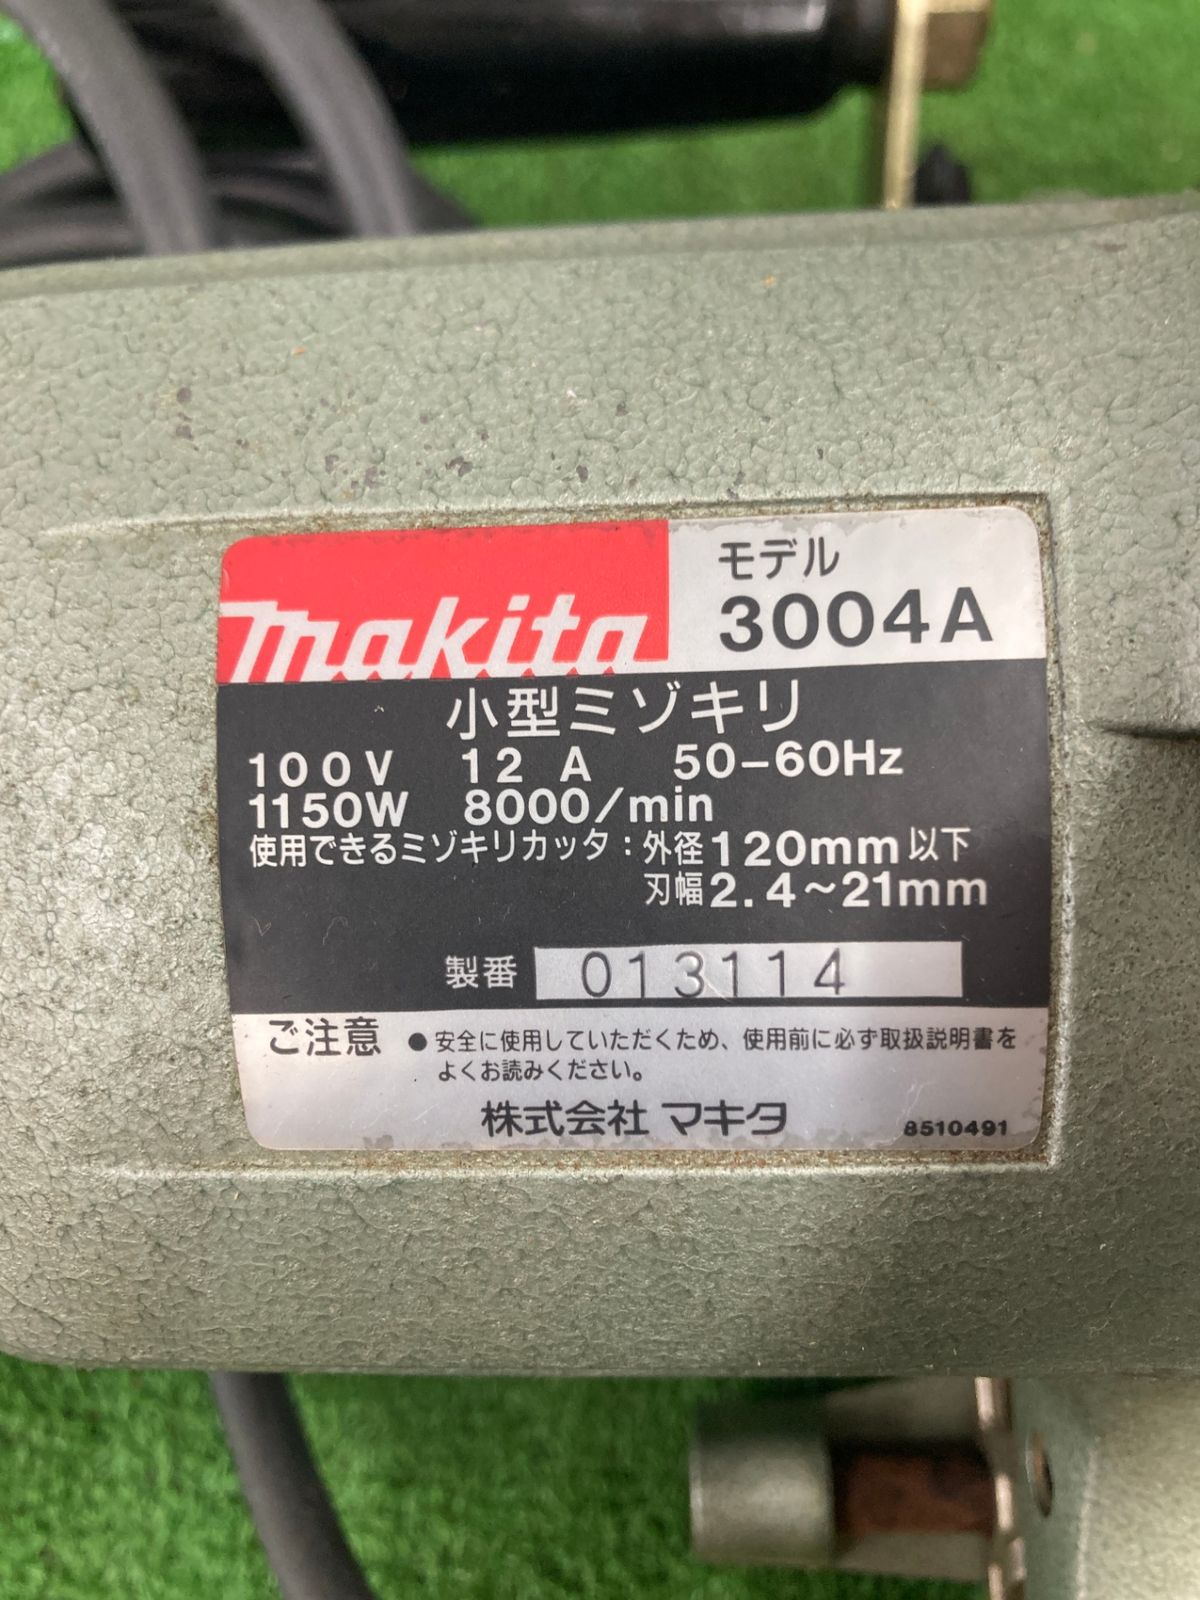 makita
モデル
3004A
小型ミゾキリ
100V 12 A 50-60Hz
1150W 8000/min
使用できるミゾキリカッタ：外径120mm以下
刃幅2.4～21mm
製番 013114
ご注意 ●安全に使用していただくため、使用前に必ず取扱説明書を
よくお読みください。
株式会社 マキタ 8510491